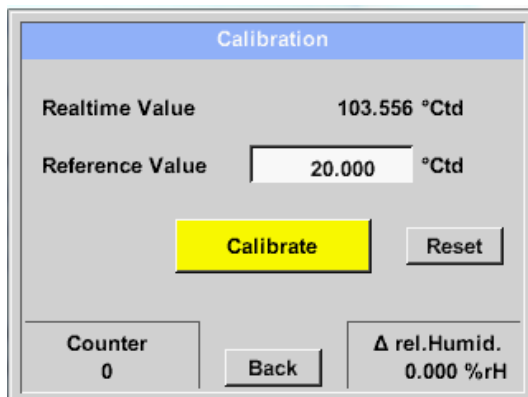 Calibration
Realtime Value 103.556 °Ctd
Reference Value 20.000 °Ctd
Calibrate Reset
Counter Δ rel.Humid.
0 Back 0.000 %rH